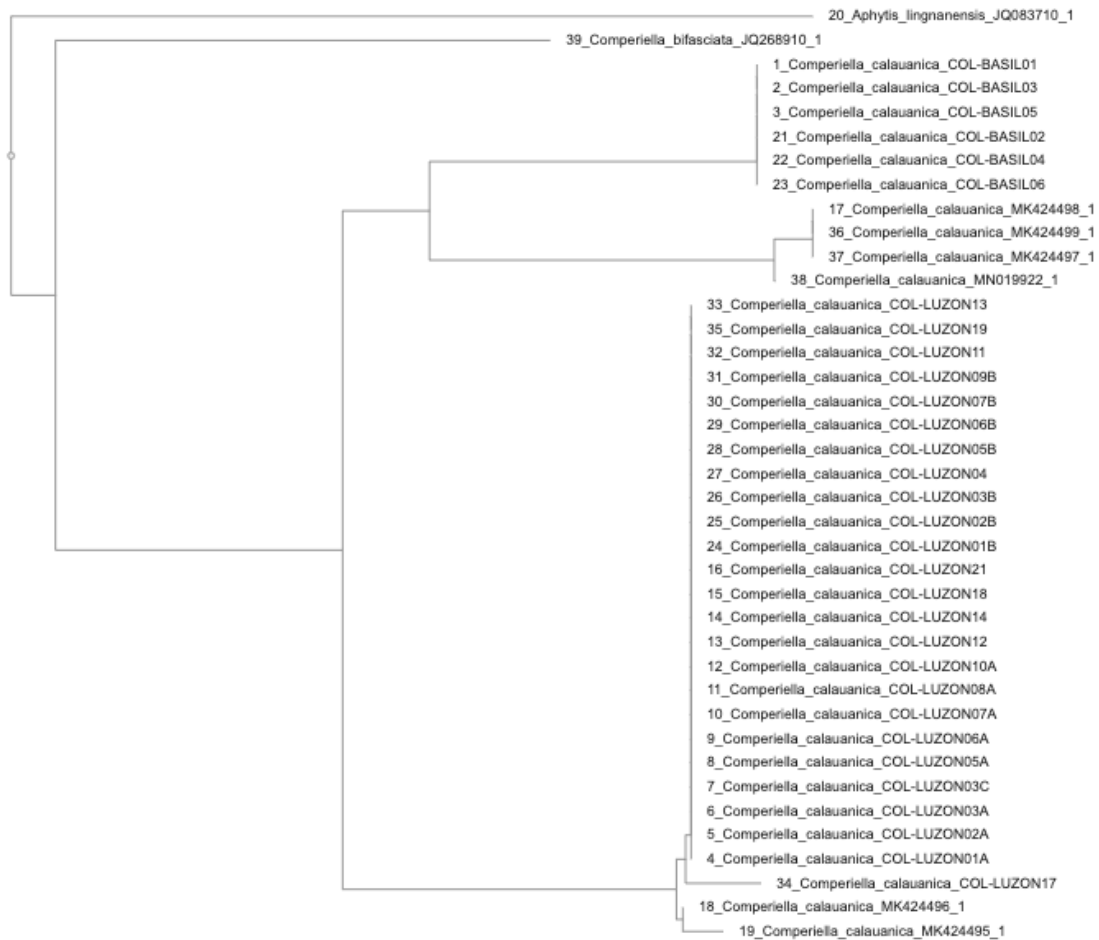 20_Aphytis_lingnanensis_JQ083710_1
39_Comperiella_bifasciata_JQ268910_1
1_Comperiella_calauanica_COL-BASIL01
2_Comperiella_calauanica_COL-BASIL03
3_Comperiella_calauanica_COL-BASIL05
21_Comperiella_calauanica_COL-BASIL02
22_Comperiella_calauanica_COL-BASIL04
23_Comperiella_calauanica_COL-BASIL06
17_Comperiella_calauanica_MK424498_1
36_Comperiella_calauanica_MK424499_1
37_Comperiella_calauanica_MK424497_1
38_Comperiella_calauanica_MN019922_1
33_Comperiella_calauanica_COL-LUZON13
35_Comperiella_calauanica_COL-LUZON19
32_Comperiella_calauanica_COL-LUZON11
31_Comperiella_calauanica_COL-LUZON09B
30_Comperiella_calauanica_COL-LUZON07B
29_Comperiella_calauanica_COL-LUZON06B
28_Comperiella_calauanica_COL-LUZON05B
27_Comperiella_calauanica_COL-LUZON04
26_Comperiella_calauanica_COL-LUZON03B
25_Comperiella_calauanica_COL-LUZON02B
24_Comperiella_calauanica_COL-LUZON01B
16_Comperiella_calauanica_COL-LUZON21
15_Comperiella_calauanica_COL-LUZON18
14_Comperiella_calauanica_COL-LUZON14
13_Comperiella_calauanica_COL-LUZON12
12_Comperiella_calauanica_COL-LUZON10A
11_Comperiella_calauanica_COL-LUZON08A
10_Comperiella_calauanica_COL-LUZON07A
9_Comperiella_calauanica_COL-LUZON06A
8_Comperiella_calauanica_COL-LUZON05A
7_Comperiella_calauanica_COL-LUZON03C
6_Comperiella_calauanica_COL-LUZON03A
5_Comperiella_calauanica_COL-LUZON02A
4_Comperiella_calauanica_COL-LUZON01A
34_Comperiella_calauanica_COL-LUZON17
18_Comperiella_calauanica_MK424496_1
19_Comperiella_calauanica_MK424495_1